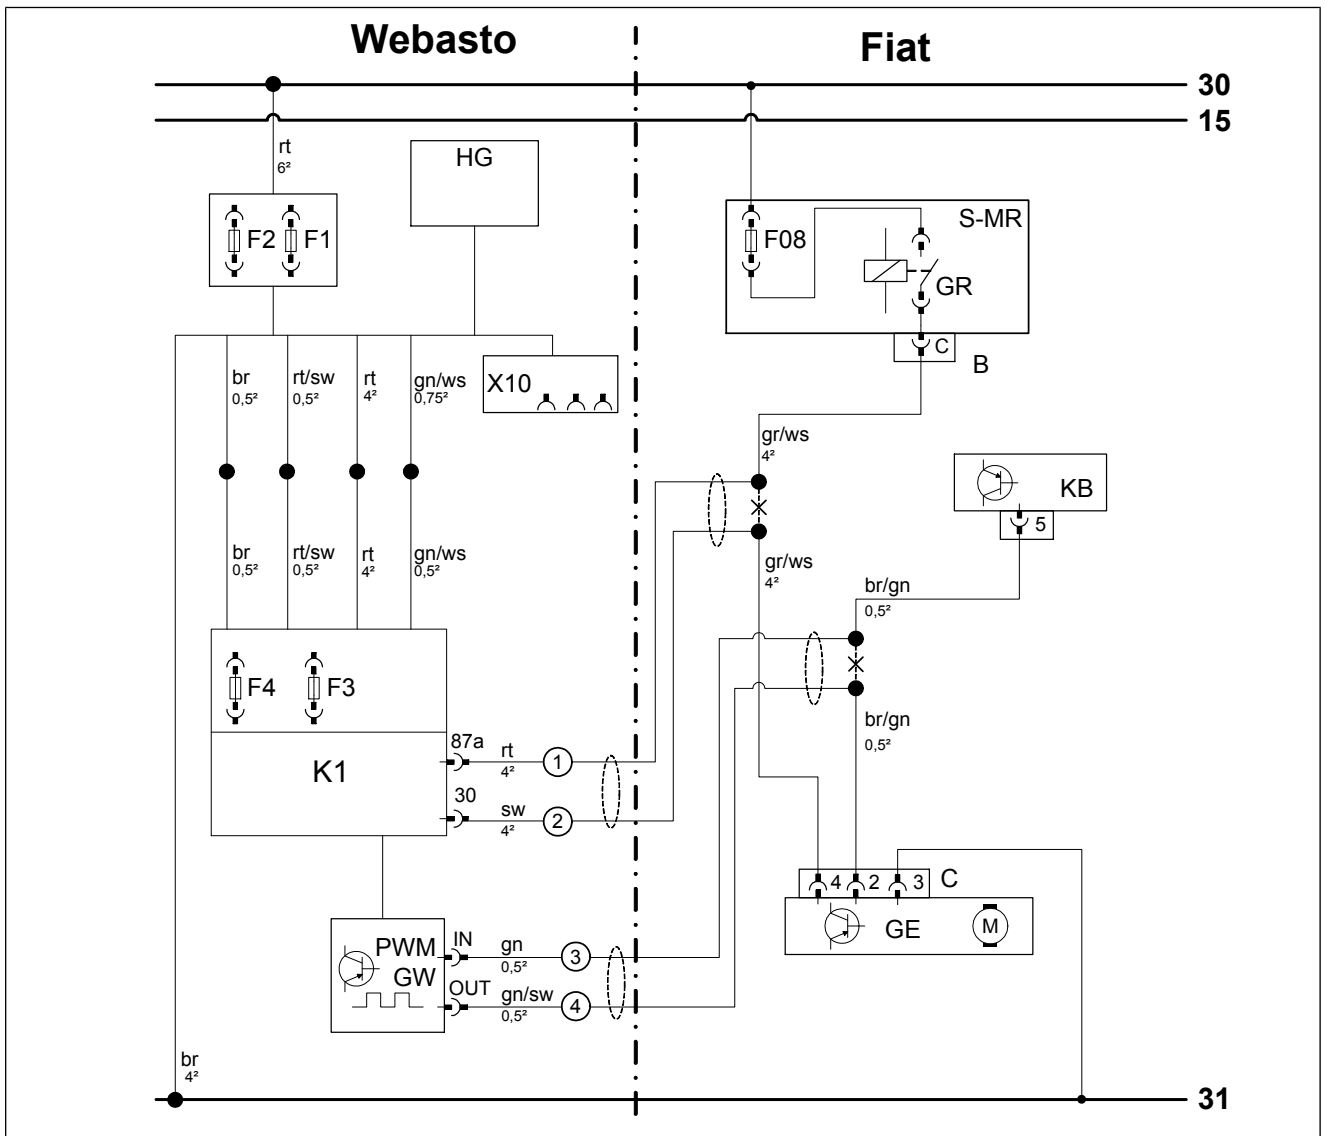 Webasto
Fiat
30
15
rt
6²
HG
F2
F1
S-MR
F08
GR
C
B
X10
br
0,5²
rt/sw
0,5²
rt
4²
gn/ws
0,75²
gr/ws
4²
KB
5
br
0,5²
rt/sw
0,5²
rt
4²
gn/ws
0,5²
gr/ws
4²
br/gn
0,5²
F4
F3
br/gn
0,5²
K1
87a
rt
4²
1
30
sw
4²
2
4
2
3
C
GE
M
PWM
GW
IN
gn
0,5²
3
OUT
gn/sw
0,5²
4
br
4²
31